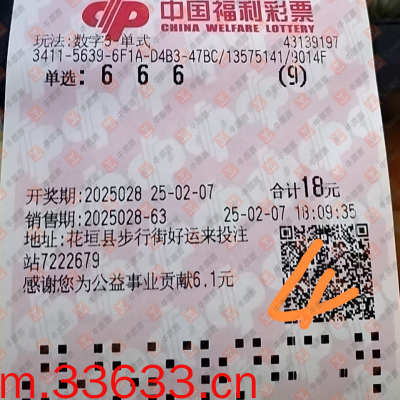 中国福利彩票
CHINA WELFARE LOTTERY
玩法:数字3-单式 43139197
3411-5639-6F1A-D4B3-47BC/13575141/9014F
单选: 6 6 6 (9)
开奖期:2025028 25-02-07 合计18元
销售期:2025028-63 25-02-07 18:09:35
地址:花垣县步行街好运来投注
站7222679
感谢您为公益事业贡献6.1元
4
m.33633.cn